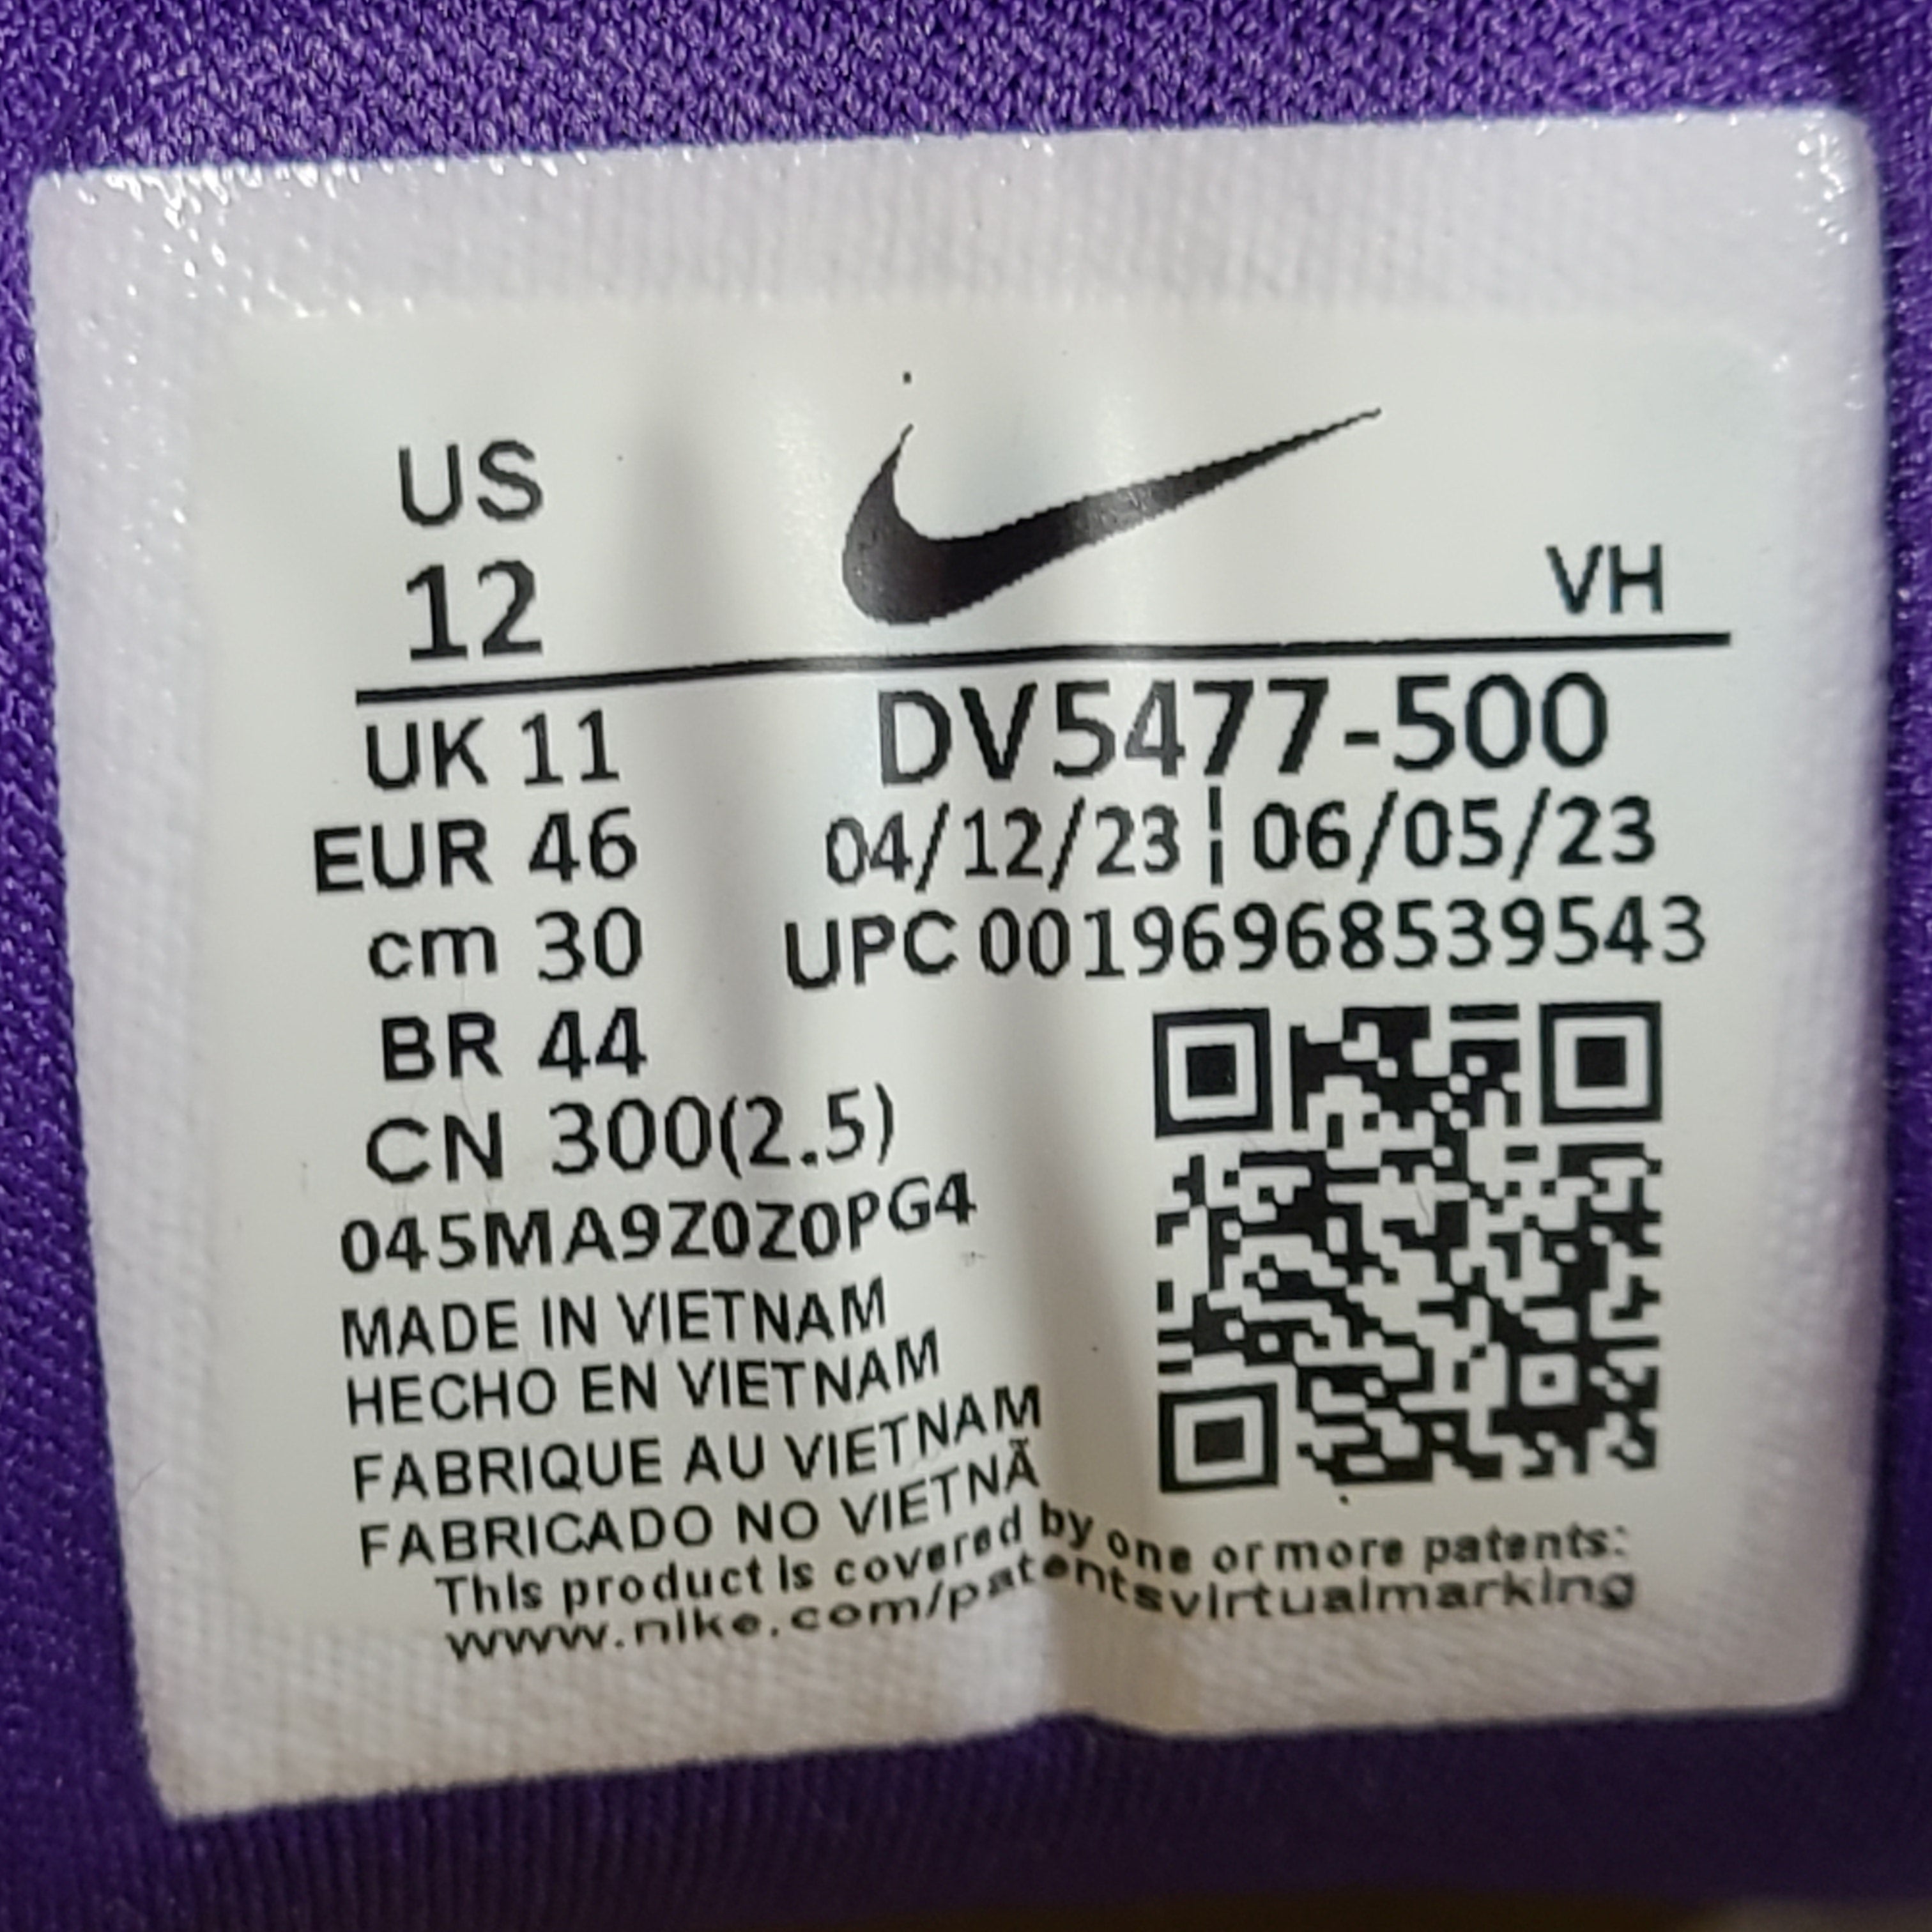 US
12
VH
UK 11
DV5477-500
EUR 46
04/12/23 ¦ 06/05/23
cm 30
UPC 00196968539543
BR 44
CN 300(2.5)
045MA9Z0Z0PG4
MADE IN VIETNAM
HECHO EN VIETNAM
FABRIQUE AU VIETNAM
FABRICADO NO VIETNÃ
This product is covered by one or more patents:
www.nike.com/patentsvirtualmarking